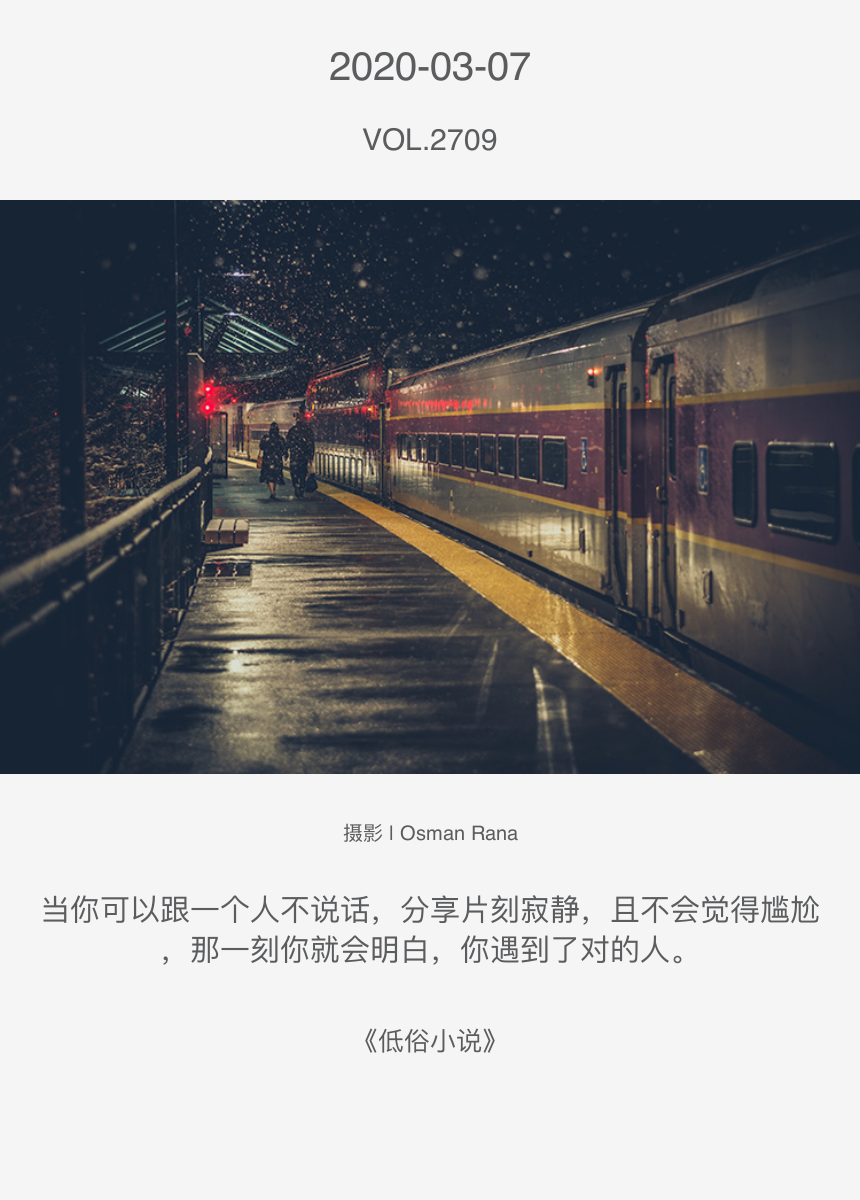 2020-03-07
VOL.2709
摄影 l Osman Rana
当你可以跟一个人不说话，分享片刻寂静，且不会觉得尴尬
，那一刻你就会明白，你遇到了对的人。
《低俗小说》